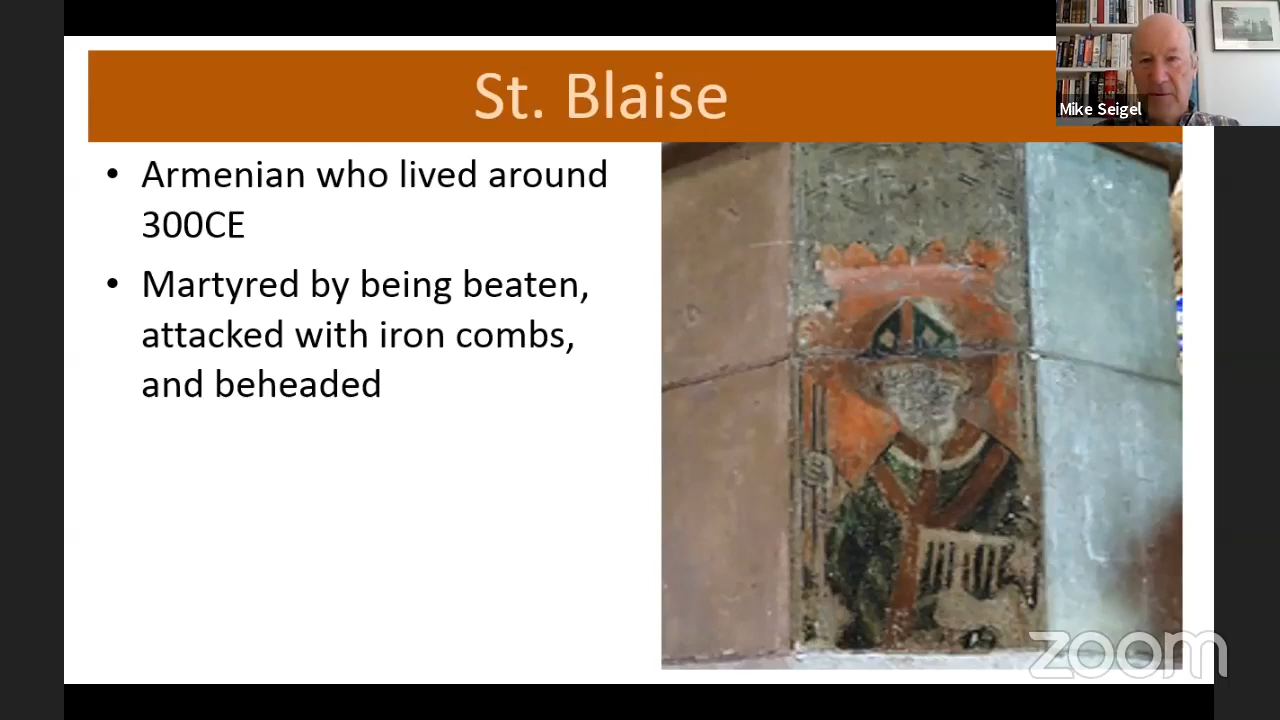 St. Blaise
Mike Seigel
• Armenian who lived around
300CE
• Martyred by being beaten,
attacked with iron combs,
and beheaded
zoom